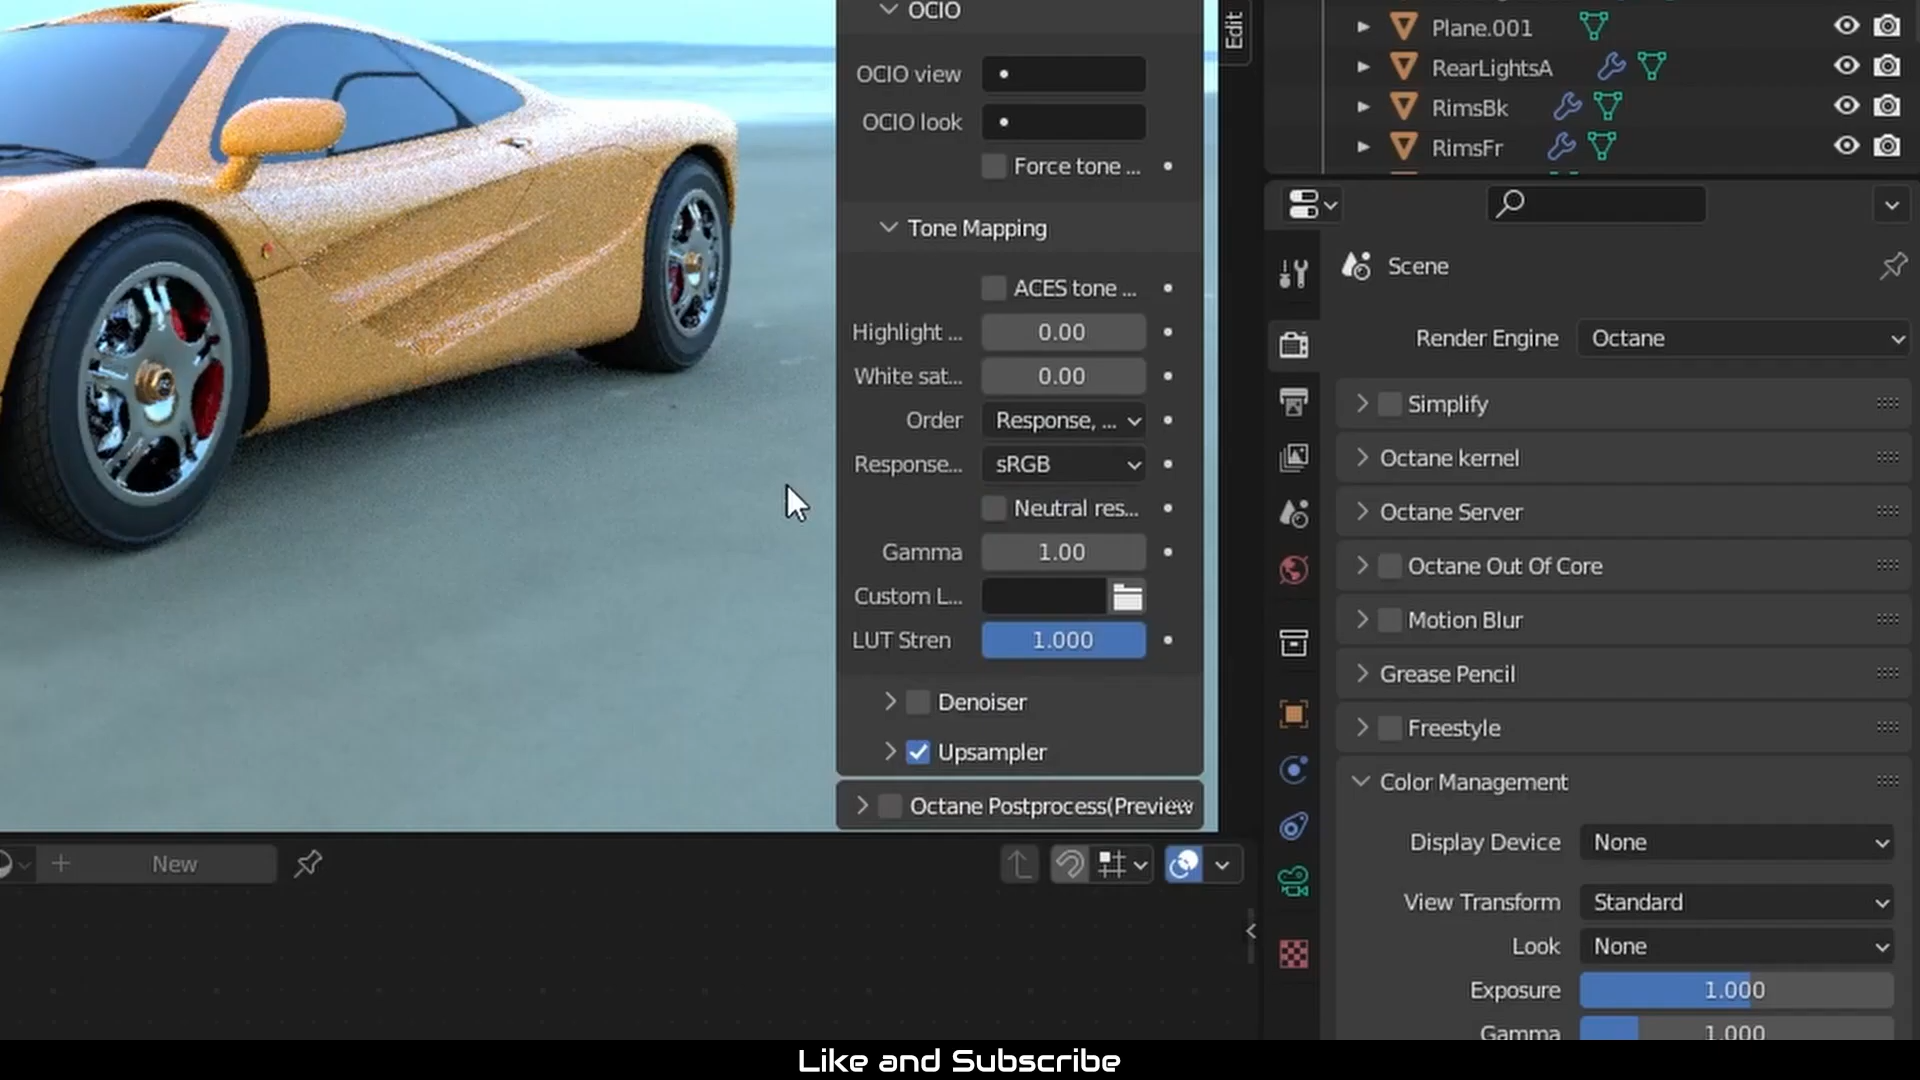 OCIO
OCIO view
OCIO look
Force tone ...
Tone Mapping
ACES tone ...
Highlight ... 0.00
White sat... 0.00
Order Response, ...
Response... sRGB
Neutral res...
Gamma 1.00
Custom L...
LUT Stren 1.000
Denoiser
Upsampler
Octane Postprocess(Preview
Edit
Plane.001
RearLightsA
RimsBk
RimsFr
Scene
Render Engine Octane
Simplify
Octane kernel
Octane Server
Octane Out Of Core
Motion Blur
Grease Pencil
Freestyle
Color Management
Display Device None
View Transform Standard
Look None
Exposure 1.000
Gamma 1.000
New
Like and Subscribe